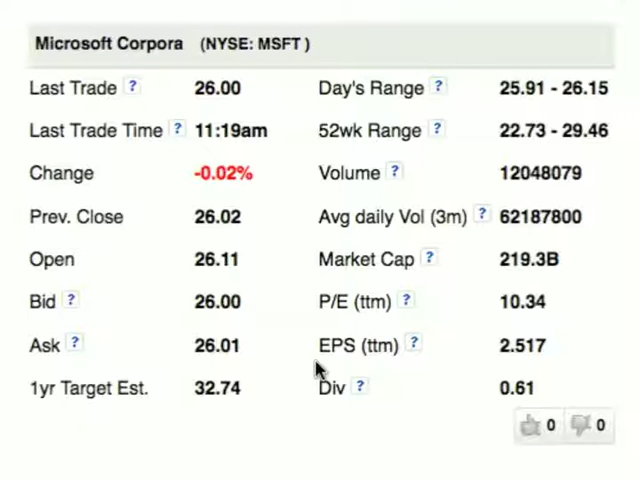 Microsoft Corpora (NYSE: MSFT )
Last Trade ? 26.00 Day's Range ? 25.91 - 26.15
Last Trade Time ? 11:19am 52wk Range ? 22.73 - 29.46
Change -0.02% Volume ? 12048079
Prev. Close 26.02 Avg daily Vol (3m) ? 62187800
Open 26.11 Market Cap ? 219.3B
Bid ? 26.00 P/E (ttm) ? 10.34
Ask ? 26.01 EPS (ttm) ? 2.517
1yr Target Est. 32.74 Div ? 0.61
0 0